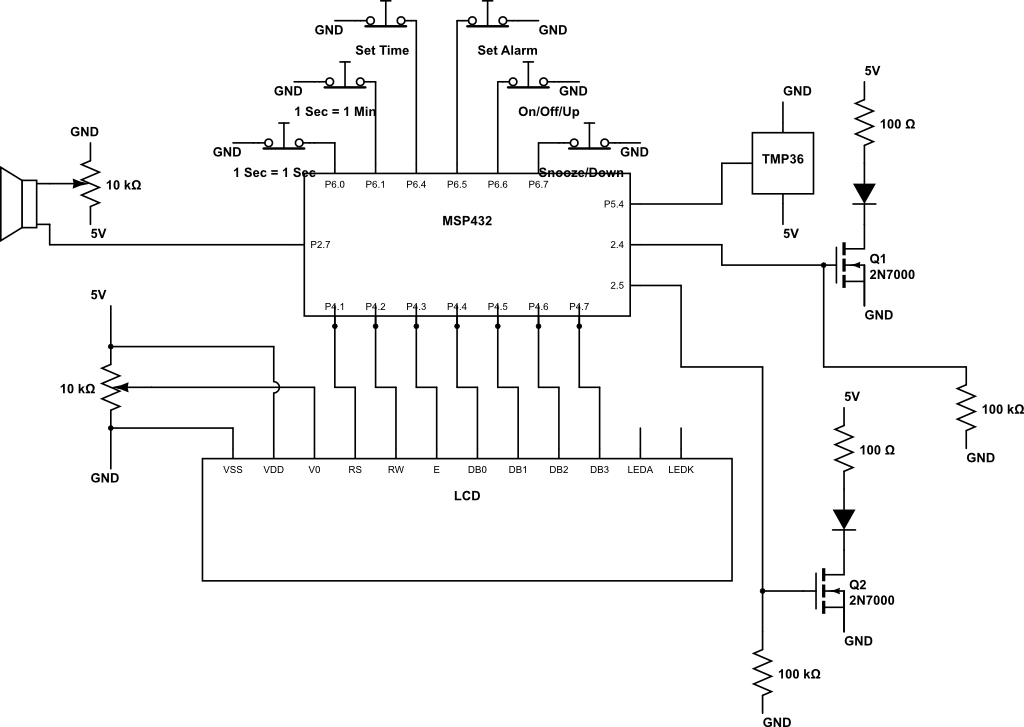 GND
Set Time
Set Alarm
GND
GND
1 Sec = 1 Min
On/Off/Up
GND
GND
1 Sec = 1 Sec
Snooze/Down
GND
P6.0
P6.1
P6.4
P6.5
P6.6
P6.7
MSP432
P2.7
P5.4
2.4
2.5
P4.1
P4.2
P4.3
P4.4
P4.5
P4.6
P4.7
GND
10 kΩ
5V
GND
TMP36
5V
5V
100 Ω
Q1
2N7000
GND
100 kΩ
GND
5V
10 kΩ
GND
VSS
VDD
V0
RS
RW
E
DB0
DB1
DB2
DB3
LEDA
LEDK
LCD
5V
100 Ω
Q2
2N7000
GND
100 kΩ
GND